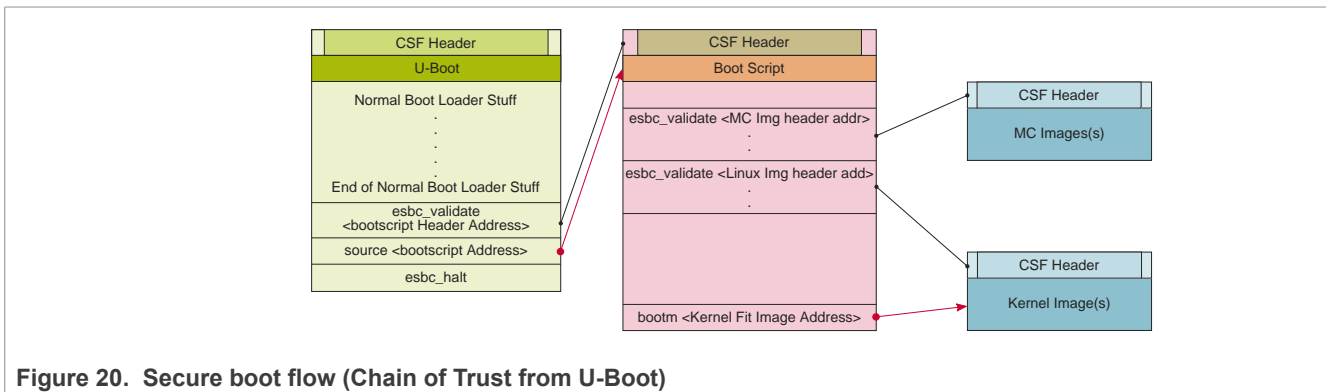 CSF Header
U-Boot
Normal Boot Loader Stuff
.
.
.
.
.
End of Normal Boot Loader Stuff
esbc_validate
<bootscript Header Address>
source <bootscript Address>
esbc_halt
CSF Header
Boot Script
esbc_validate <MC Img header addr>
.
.
esbc_validate <Linux Img header add>
.
.
bootm <Kernel Fit Image Address>
CSF Header
MC Images(s)
CSF Header
Kernel Image(s)
Figure 20. Secure boot flow (Chain of Trust from U-Boot)